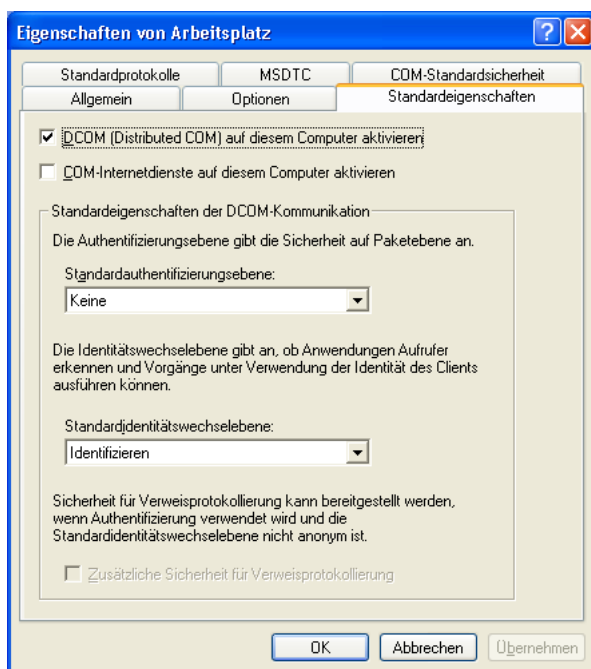 Eigenschaften von Arbeitsplatz
Standardprotokolle MSDTC COM-Standardsicherheit
Allgemein Optionen Standardeigenschaften
DCOM (Distributed COM) auf diesem Computer aktivieren
COM-Internetdienste auf diesem Computer aktivieren
Standardeigenschaften der DCOM-Kommunikation
Die Authentifizierungsebene gibt die Sicherheit auf Paketebene an.
Standardauthentifizierungsebene:
Keine
Die Identitätswechselebene gibt an, ob Anwendungen Aufrufer
erkennen und Vorgänge unter Verwendung der Identität des Clients
ausführen können.
Standardidentitätswechselebene:
Identifizieren
Sicherheit für Verweisprotokollierung kann bereitgestellt werden,
wenn Authentifizierung verwendet wird und die
Standardidentitätswechselebene nicht anonym ist.
Zusätzliche Sicherheit für Verweisprotokollierung
OK Abbrechen Übernehmen